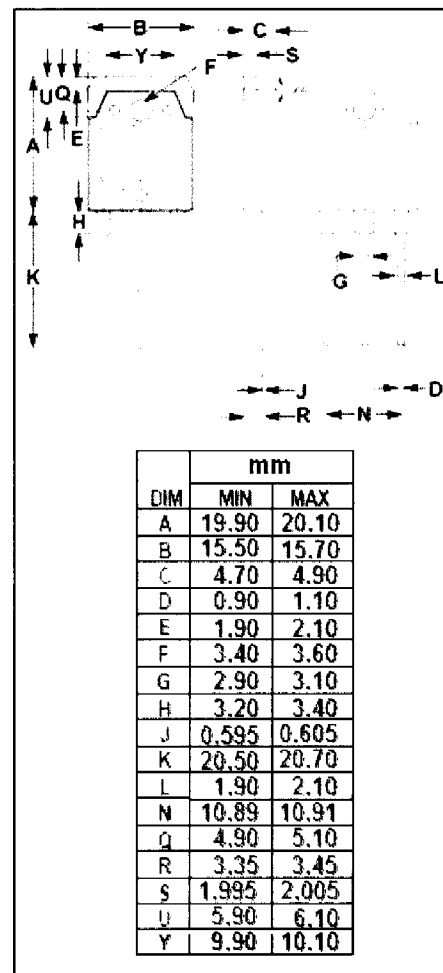 B C
Y F S
U Q
E
A
H
K
G L
J D
R N
mm
DIM MIN MAX
A 19.90 20.10
B 15.50 15.70
C 4.70 4.90
D 0.90 1.10
E 1.90 2.10
F 3.40 3.60
G 2.90 3.10
H 3.20 3.40
J 0.595 0.605
K 20.50 20.70
L 1.90 2.10
N 10.89 10.91
Q 4.90 5.10
R 3.35 3.45
S 1.995 2.005
U 5.90 6.10
Y 9.90 10.10